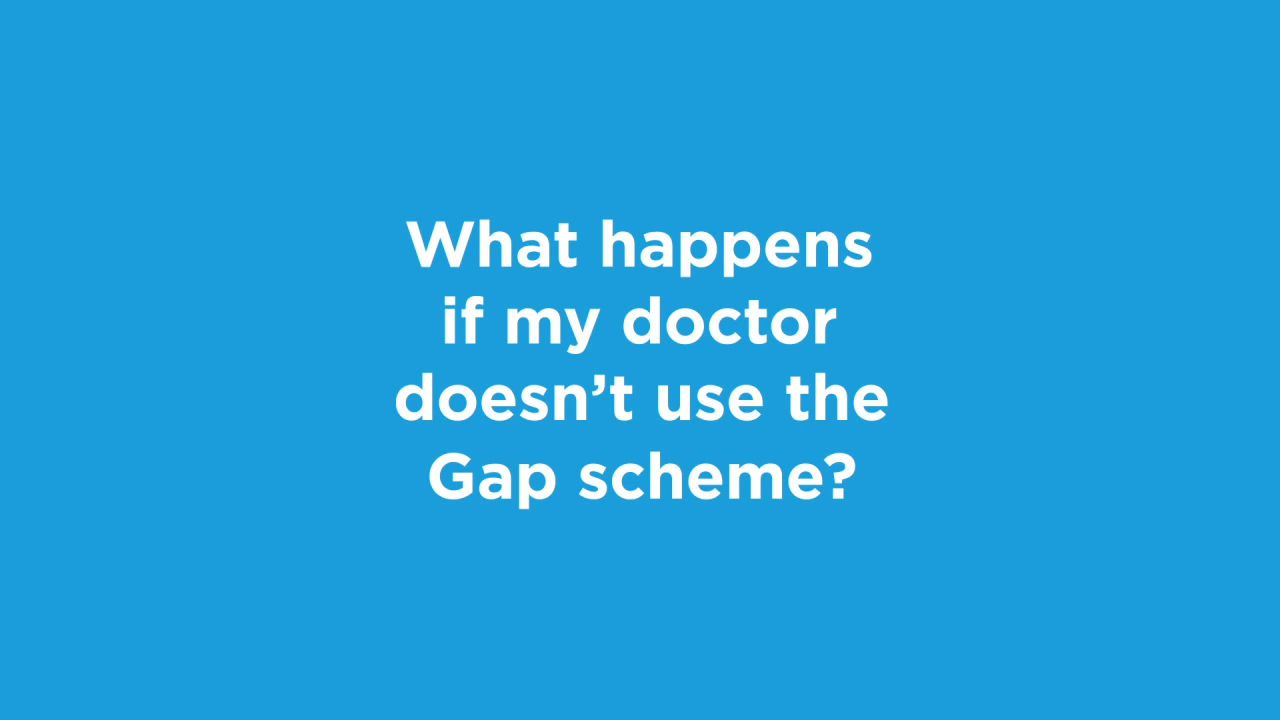 What happens
if my doctor
doesn’t use the
Gap scheme?